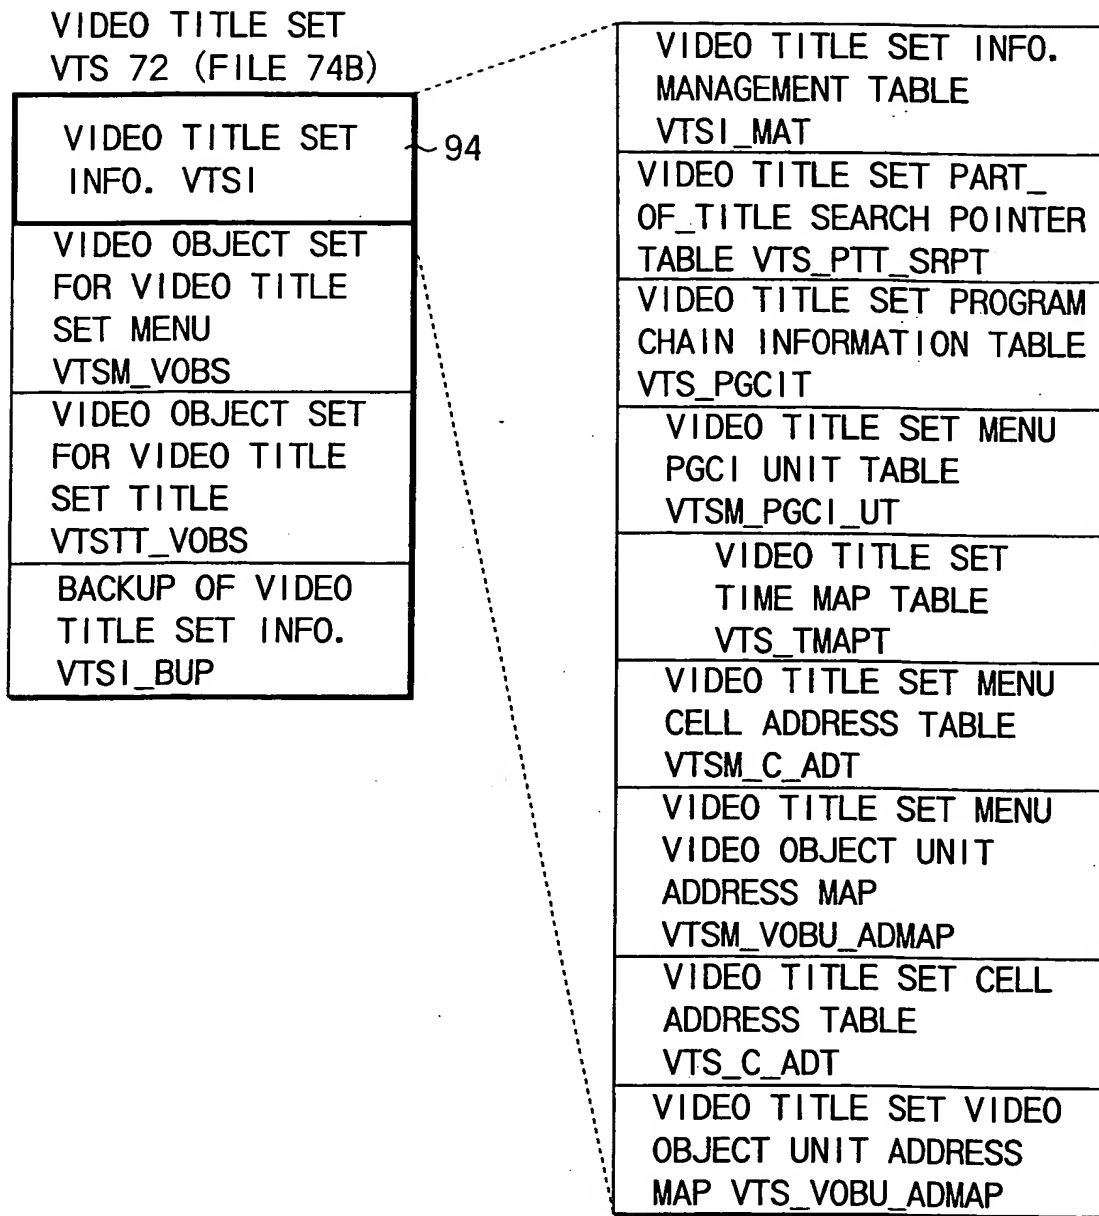 VIDEO TITLE SET
VTS 72 (FILE 74B)
VIDEO TITLE SET
INFO. VTSI
94
VIDEO OBJECT SET
FOR VIDEO TITLE
SET MENU
VTSM_VOBS
VIDEO OBJECT SET
FOR VIDEO TITLE
SET TITLE
VTSTT_VOBS
BACKUP OF VIDEO
TITLE SET INFO.
VTSI_BUP
VIDEO TITLE SET INFO.
MANAGEMENT TABLE
VTSI_MAT
VIDEO TITLE SET PART_
OF_TITLE SEARCH POINTER
TABLE VTS_PTT_SRPT
VIDEO TITLE SET PROGRAM
CHAIN INFORMATION TABLE
VTS_PGCIT
VIDEO TITLE SET MENU
PGCI UNIT TABLE
VTSM_PGCI_UT
VIDEO TITLE SET
TIME MAP TABLE
VTS_TMAPT
VIDEO TITLE SET MENU
CELL ADDRESS TABLE
VTSM_C_ADT
VIDEO TITLE SET MENU
VIDEO OBJECT UNIT
ADDRESS MAP
VTSM_VOBU_ADMAP
VIDEO TITLE SET CELL
ADDRESS TABLE
VTS_C_ADT
VIDEO TITLE SET VIDEO
OBJECT UNIT ADDRESS
MAP VTS_VOBU_ADMAP